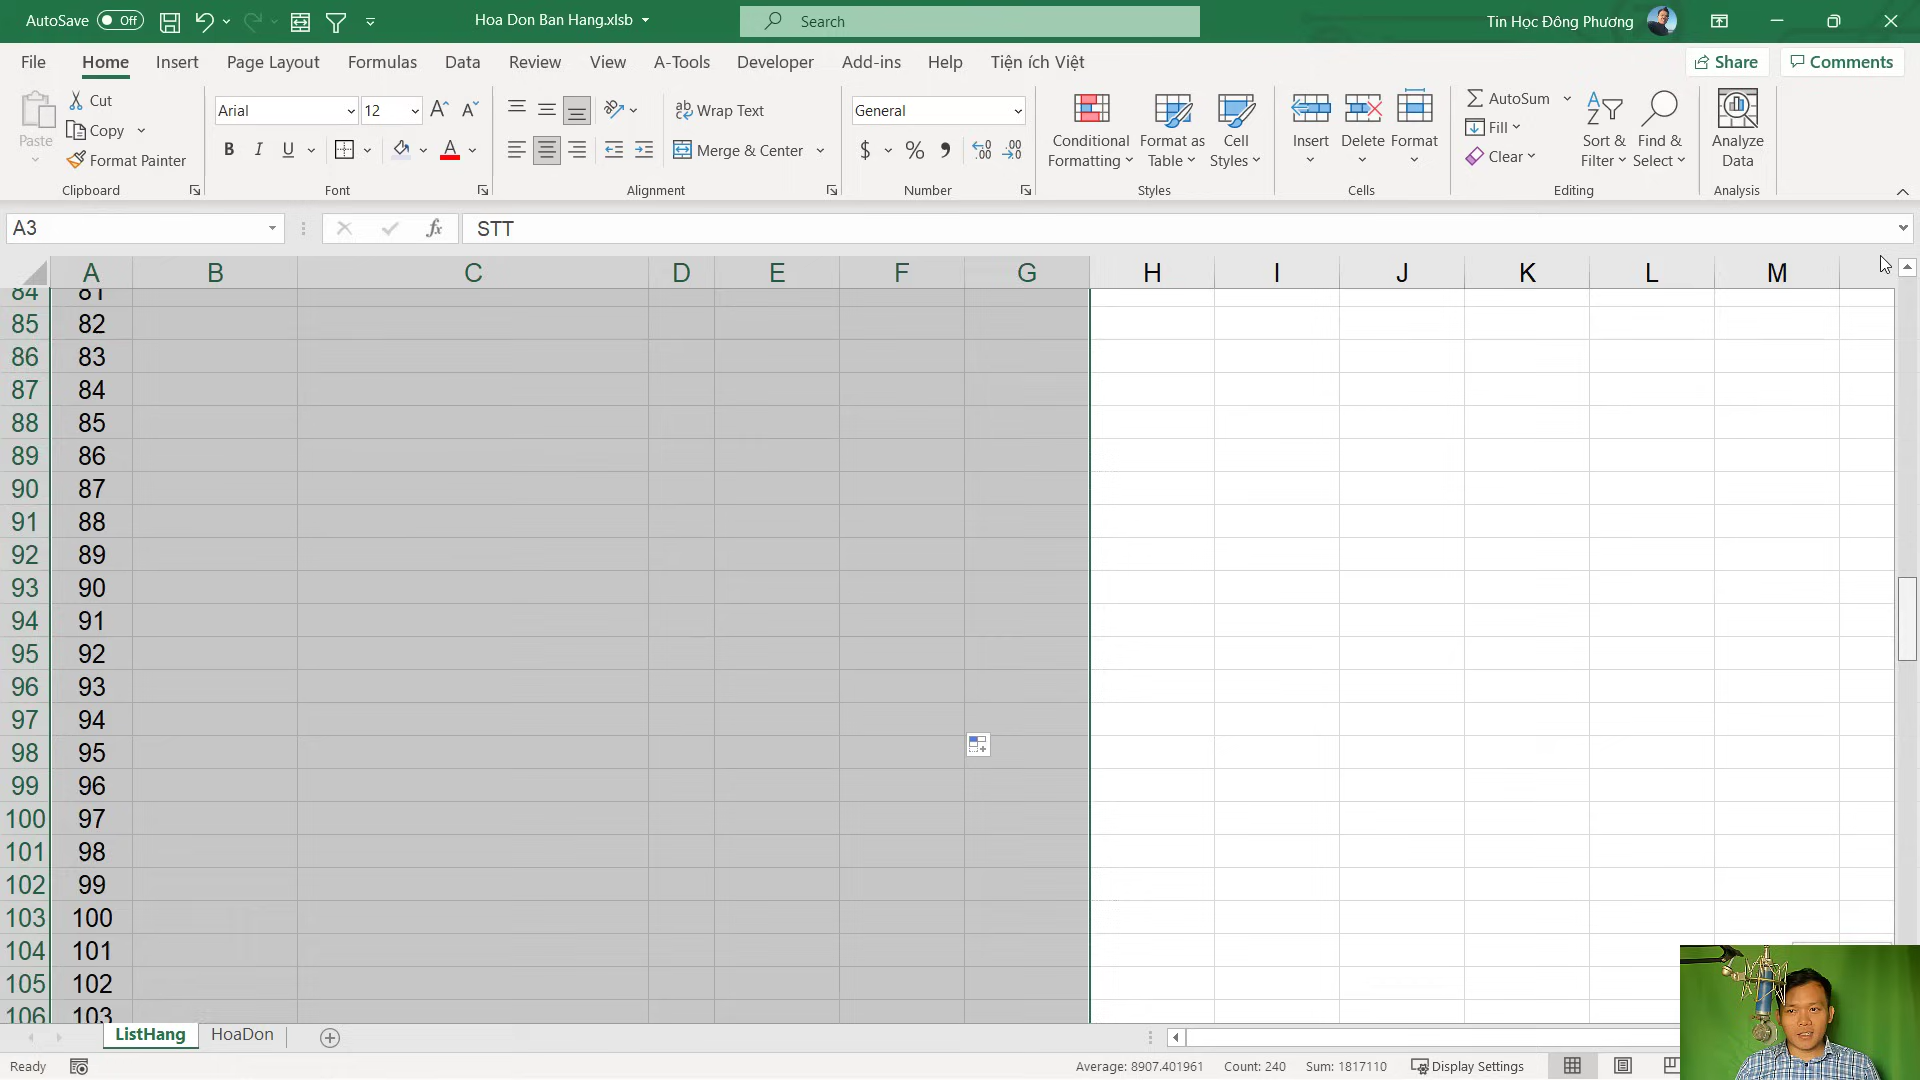 AutoSave Off Hoa Don Ban Hang.xlsb Search Tin Học Đông Phương
File Home Insert Page Layout Formulas Data Review View A-Tools Developer Add-ins Help Tiện ích Việt Share Comments
Paste Cut Copy Format Painter Clipboard
Arial 12 B I U A Font
Wrap Text Merge & Center Alignment
General $ % Number
Conditional Formatting Format as Table Cell Styles Styles
Insert Delete Format Cells
AutoSum Fill Clear Sort & Filter Find & Select Editing
Analyze Data Analysis
A3 fx STT
A B C D E F G H I J K L M
84 81
85 82
86 83
87 84
88 85
89 86
90 87
91 88
92 89
93 90
94 91
95 92
96 93
97 94
98 95
99 96
100 97
101 98
102 99
103 100
104 101
105 102
106 103
ListHang HoaDon
Ready Average: 8907.401961 Count: 240 Sum: 1817110 Display Settings